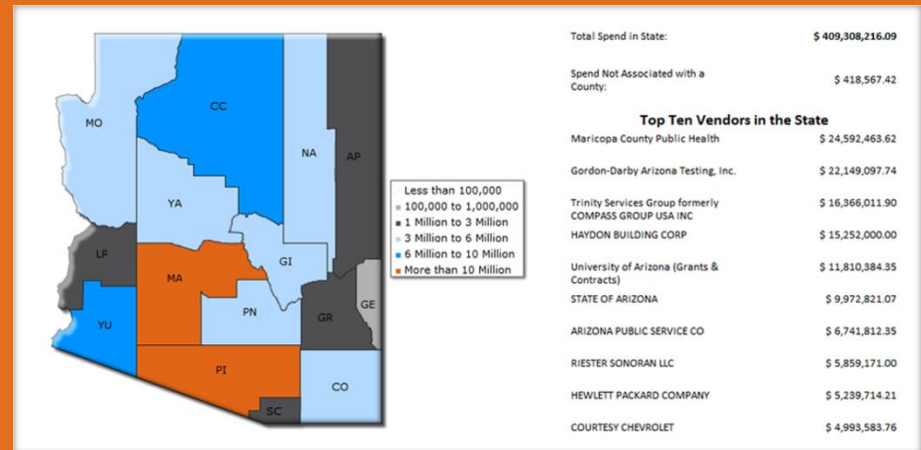 MO
CC
NA
AP
YA
LP
GI
MA
YU
PN
GR
GE
PI
SC
CO
Less than 100,000
100,000 to 1,000,000
1 Million to 3 Million
3 Million to 6 Million
6 Million to 10 Million
More than 10 Million
Total Spend in State: $ 409,308,216.09
Spend Not Associated with a
County: $ 418,567.42
Top Ten Vendors in the State
Maricopa County Public Health $ 24,592,463.62
Gordon-Darby Arizona Testing, Inc. $ 22,149,097.74
Trinity Services Group formerly
COMPASS GROUP USA INC $ 16,366,011.90
HAYDON BUILDING CORP $ 15,252,000.00
University of Arizona (Grants &
Contracts) $ 11,810,384.35
STATE OF ARIZONA $ 9,972,821.07
ARIZONA PUBLIC SERVICE CO $ 6,741,812.35
RIESTER SONORAN LLC $ 5,859,171.00
HEWLETT PACKARD COMPANY $ 5,239,714.21
COURTESY CHEVROLET $ 4,993,583.76